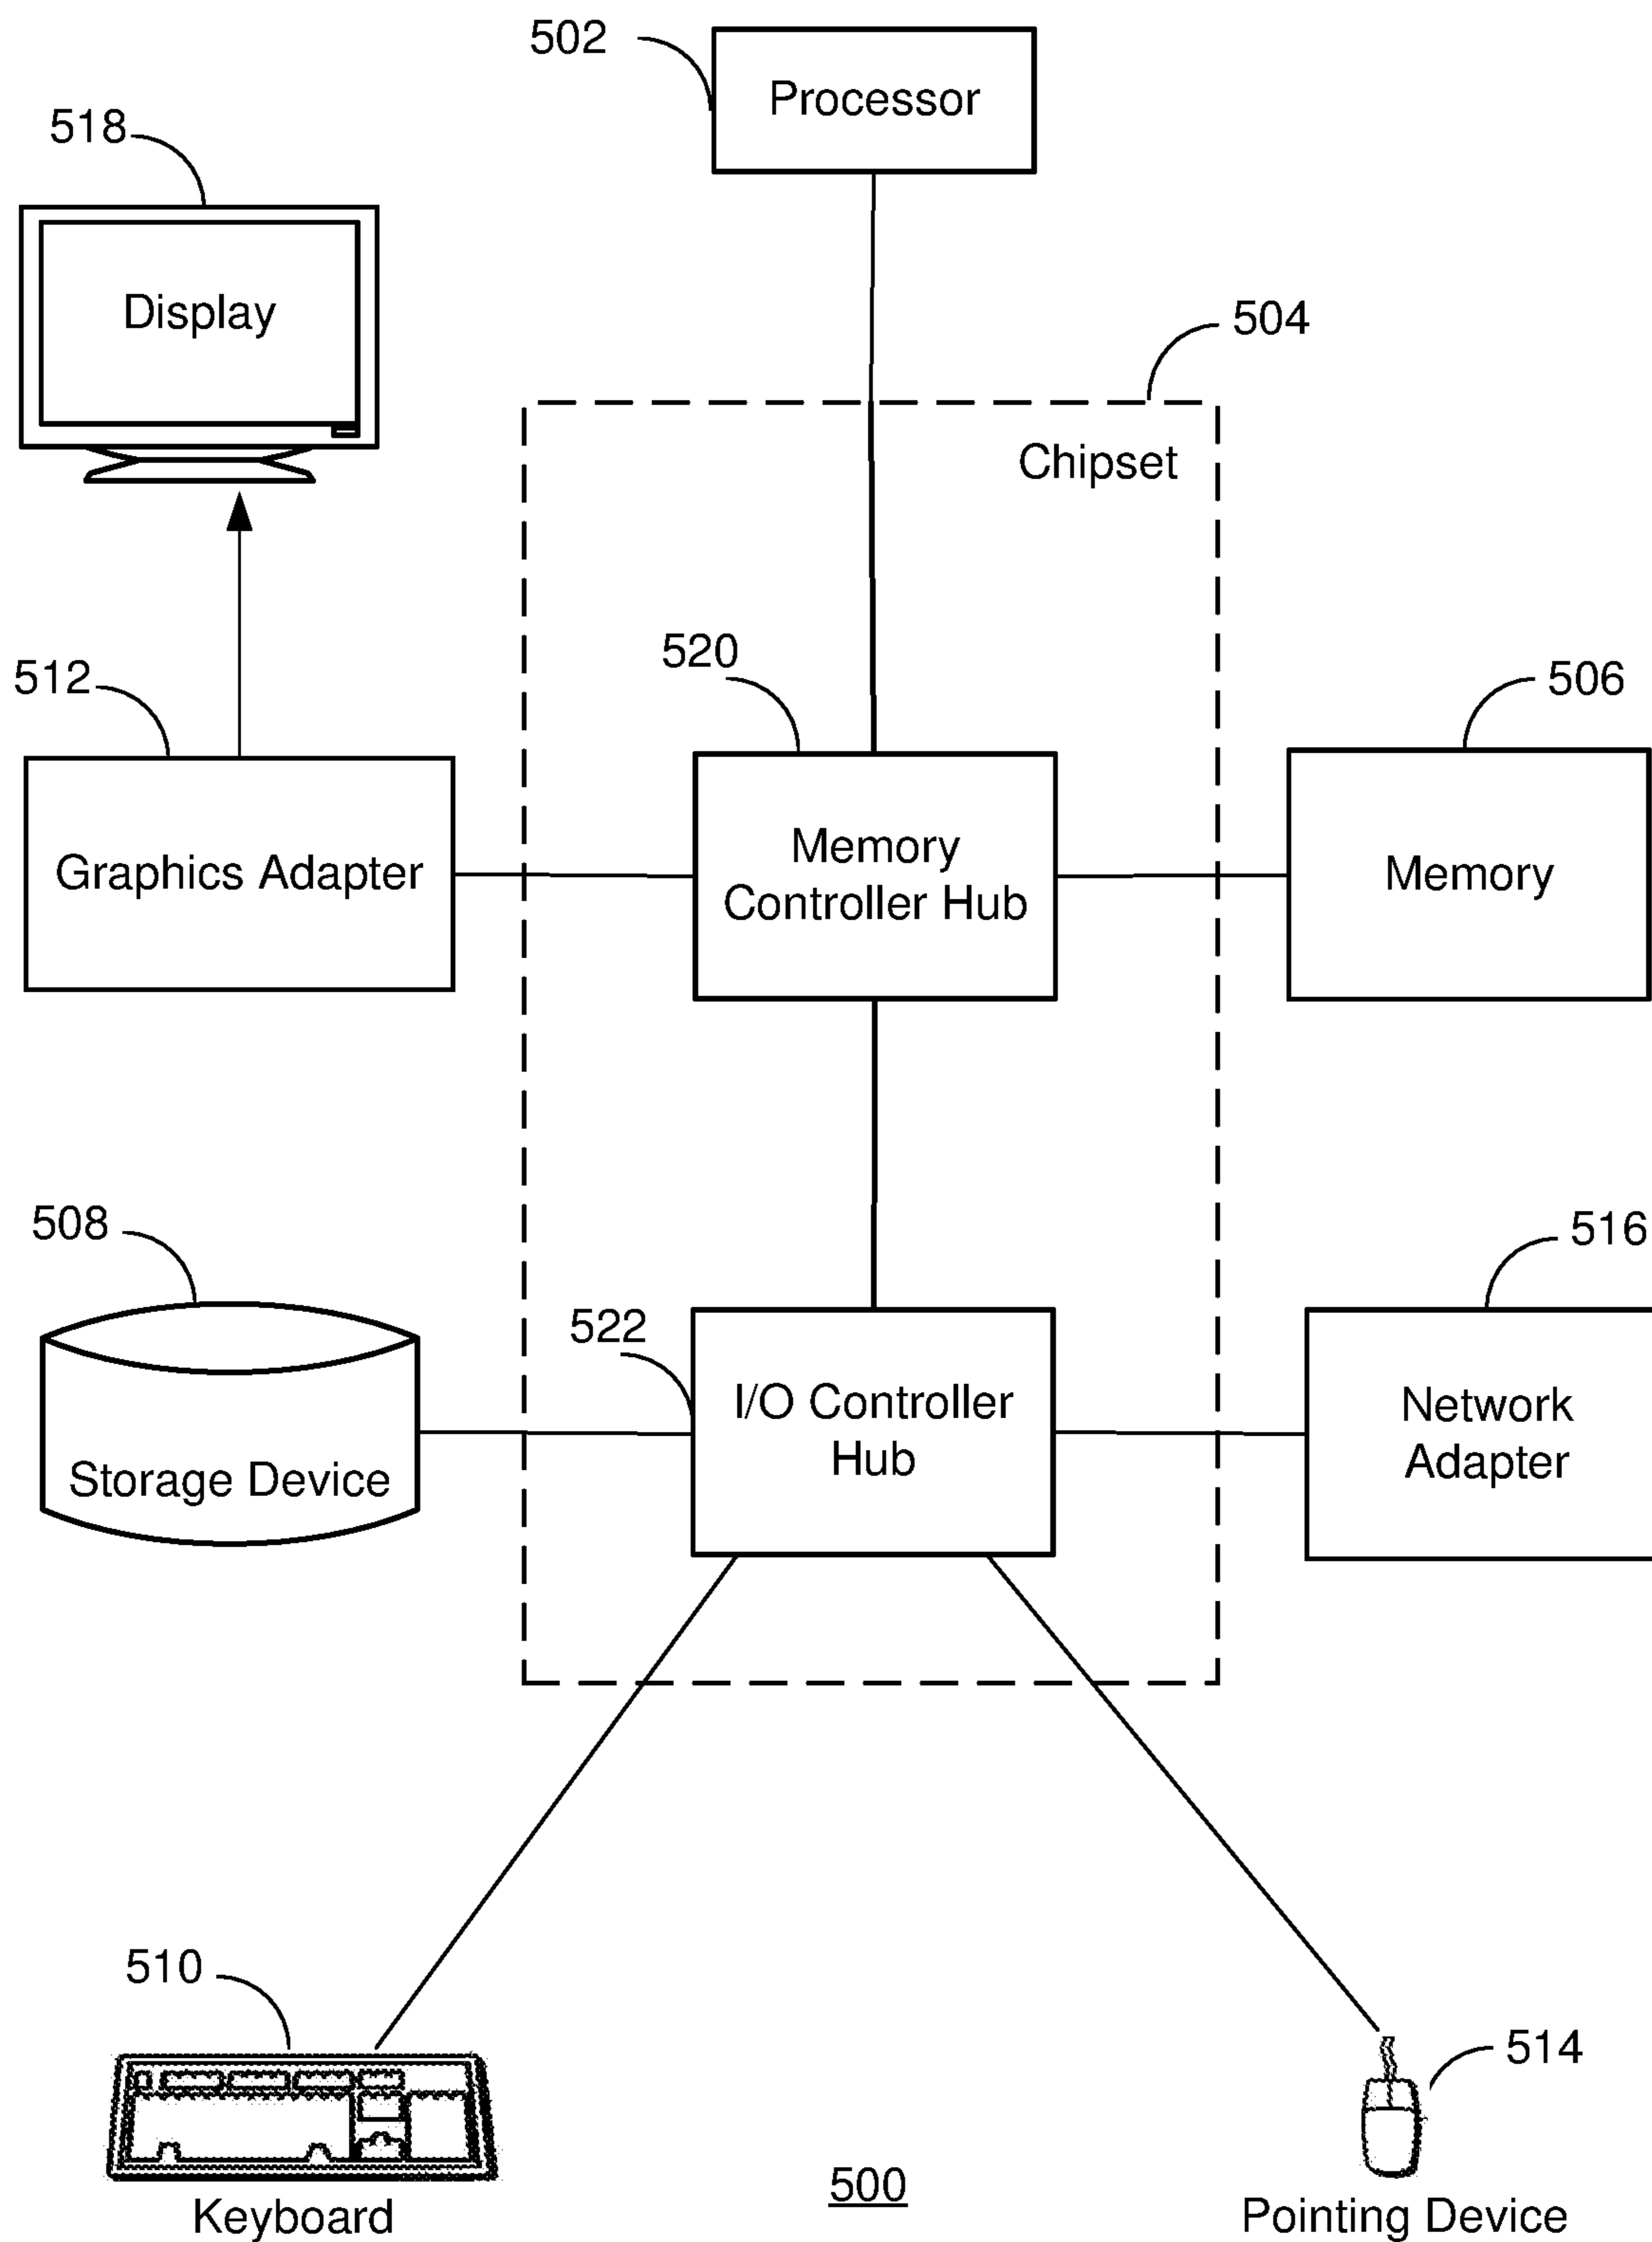 502
Processor
518
Display
504
Chipset
520
512
506
Graphics Adapter
Memory
Controller Hub
Memory
508
516
522
I/O Controller
Hub
Network
Adapter
Storage Device
510
514
500
Keyboard
Pointing Device